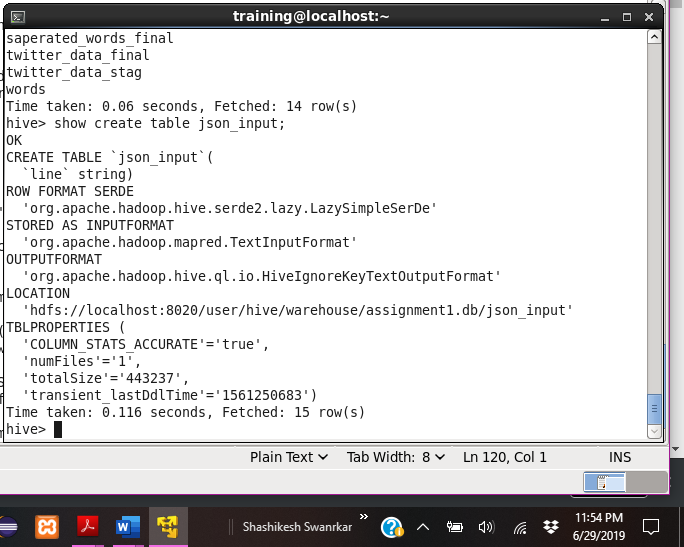 training@localhost:~
saperated_words_final
twitter_data_final
twitter_data_stag
words
Time taken: 0.06 seconds, Fetched: 14 row(s)
hive> show create table json_input;
OK
CREATE TABLE `json_input`(
  `line` string)
ROW FORMAT SERDE
  'org.apache.hadoop.hive.serde2.lazy.LazySimpleSerDe'
STORED AS INPUTFORMAT
  'org.apache.hadoop.mapred.TextInputFormat'
OUTPUTFORMAT
  'org.apache.hadoop.hive.ql.io.HiveIgnoreKeyTextOutputFormat'
LOCATION
  'hdfs://localhost:8020/user/hive/warehouse/assignment1.db/json_input'
TBLPROPERTIES (
  'COLUMN_STATS_ACCURATE'='true',
  'numFiles'='1',
  'totalSize'='443237',
  'transient_lastDdlTime'='1561250683')
Time taken: 0.116 seconds, Fetched: 15 row(s)
hive>
Plain Text Tab Width: 8 Ln 120, Col 1 INS
Shashikesh Swanrkar » 11:54 PM
6/29/2019